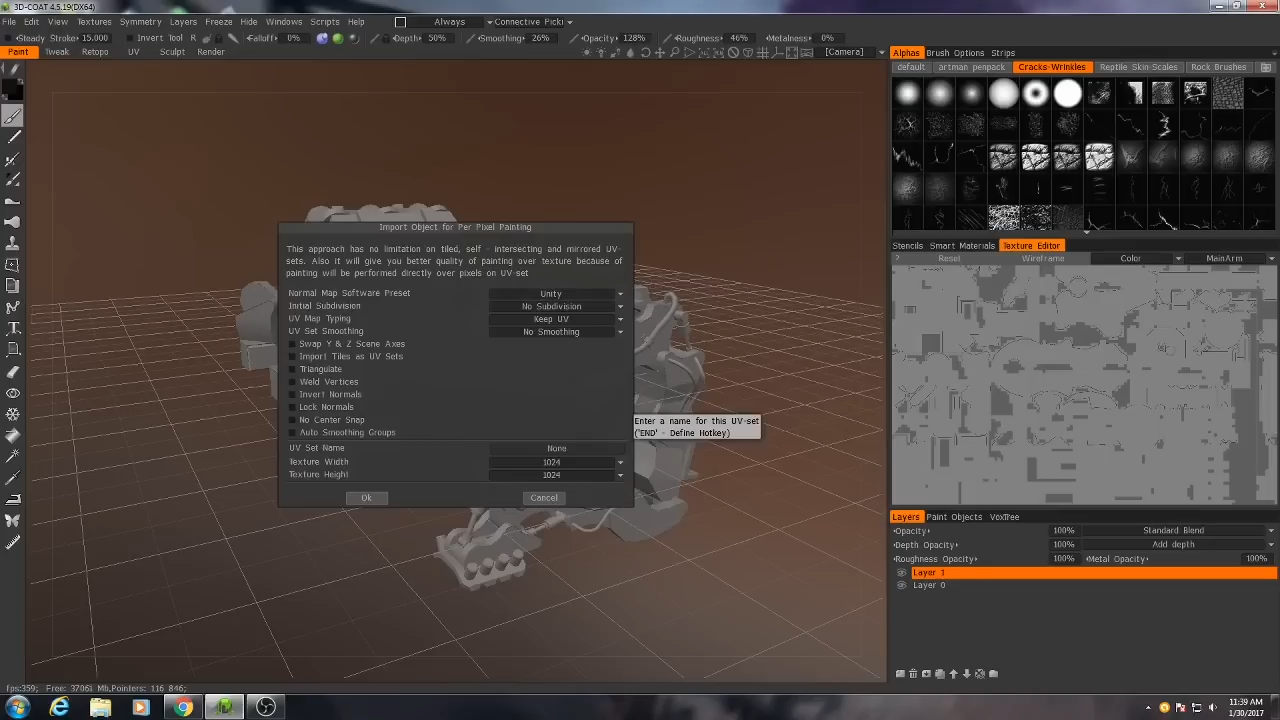 3D-COAT 4.5.19(DX64)
File Edit View Textures Symmetry Layers Freeze Hide Windows Scripts Help Always Connective Picki
Steady Stroke 15.000 Invert Tool R Falloff 0% Depth 50% Smoothing 26% Opacity 128% Roughness 46% Metalness 0%
Paint Tweak Retopo UV Sculpt Render [Camera]
Alphas Brush Options Strips
default artman penpack Cracks-Wrinkles Reptile Skin-Scales Rock Brushes
Import Object for Per Pixel Painting
This approach has no limitation on tiled, self - intersecting and mirrored UV-
sets. Also it will give you better quality of painting over texture because of
painting will be performed directly over pixels on UV-set
Normal Map Software Preset Unity
Initial Subdivision No Subdivision
UV Map Typing Keep UV
UV Set Smoothing No Smoothing
Swap Y & Z Scene Axes
Import Tiles as UV Sets
Triangulate
Weld Vertices
Invert Normals
Lock Normals
No Center Snap
Auto Smoothing Groups
UV Set Name None
Texture Width 1024
Texture Height 1024
Ok Cancel
Enter a name for this UV-set
('END' - Define Hotkey)
Stencils Smart Materials Texture Editor
? Reset Wireframe Color MainArm
Layers Paint Objects VoxTree
Opacity 100% Standard Blend
Depth Opacity 100% Add depth
Roughness Opacity 100% Metal Opacity 100%
Layer 1
Layer 0
fps:359; Free: 37061 Mb,Pointers: 116 846;
11:39 AM
1/30/2017